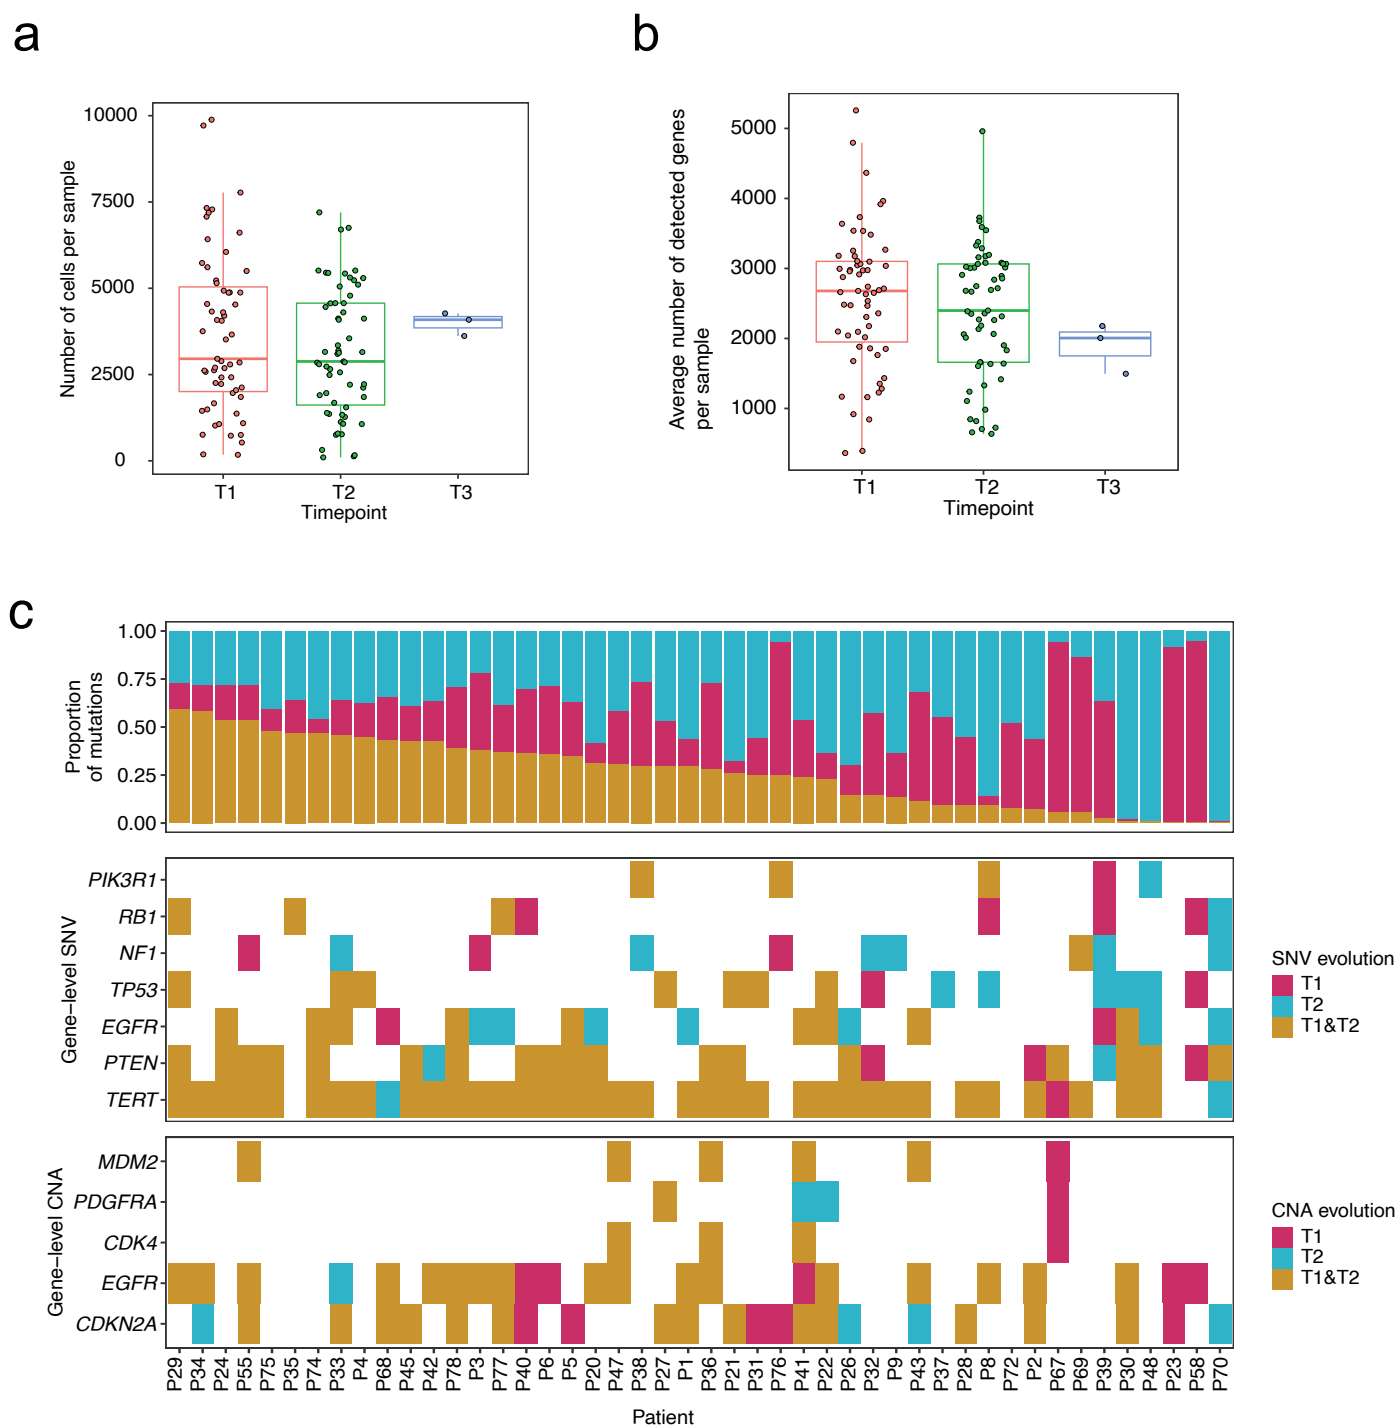 a
b
10000
7500
5000
2500
0
Number of cells per sample
T1
T2
T3
Timepoint
5000
4000
3000
2000
1000
Average number of detected genes
per sample
T1
T2
T3
Timepoint
c
1.00
0.75
0.50
0.25
0.00
Proportion
of mutations
Gene−level SNV
PIK3R1
RB1
NF1
TP53
EGFR
PTEN
TERT
SNV evolution
T1
T2
T1&T2
Gene−level CNA
MDM2
PDGFRA
CDK4
EGFR
CDKN2A
CNA evolution
T1
T2
T1&T2
P29 P34 P24 P55 P75 P35 P74 P33 P4 P68 P45 P42 P78 P3 P77 P40 P6 P5 P20 P47 P38 P27 P1 P36 P21 P31 P76 P41 P22 P26 P32 P9 P43 P37 P28 P8 P72 P2 P67 P69 P39 P30 P48 P23 P58 P70
Patient